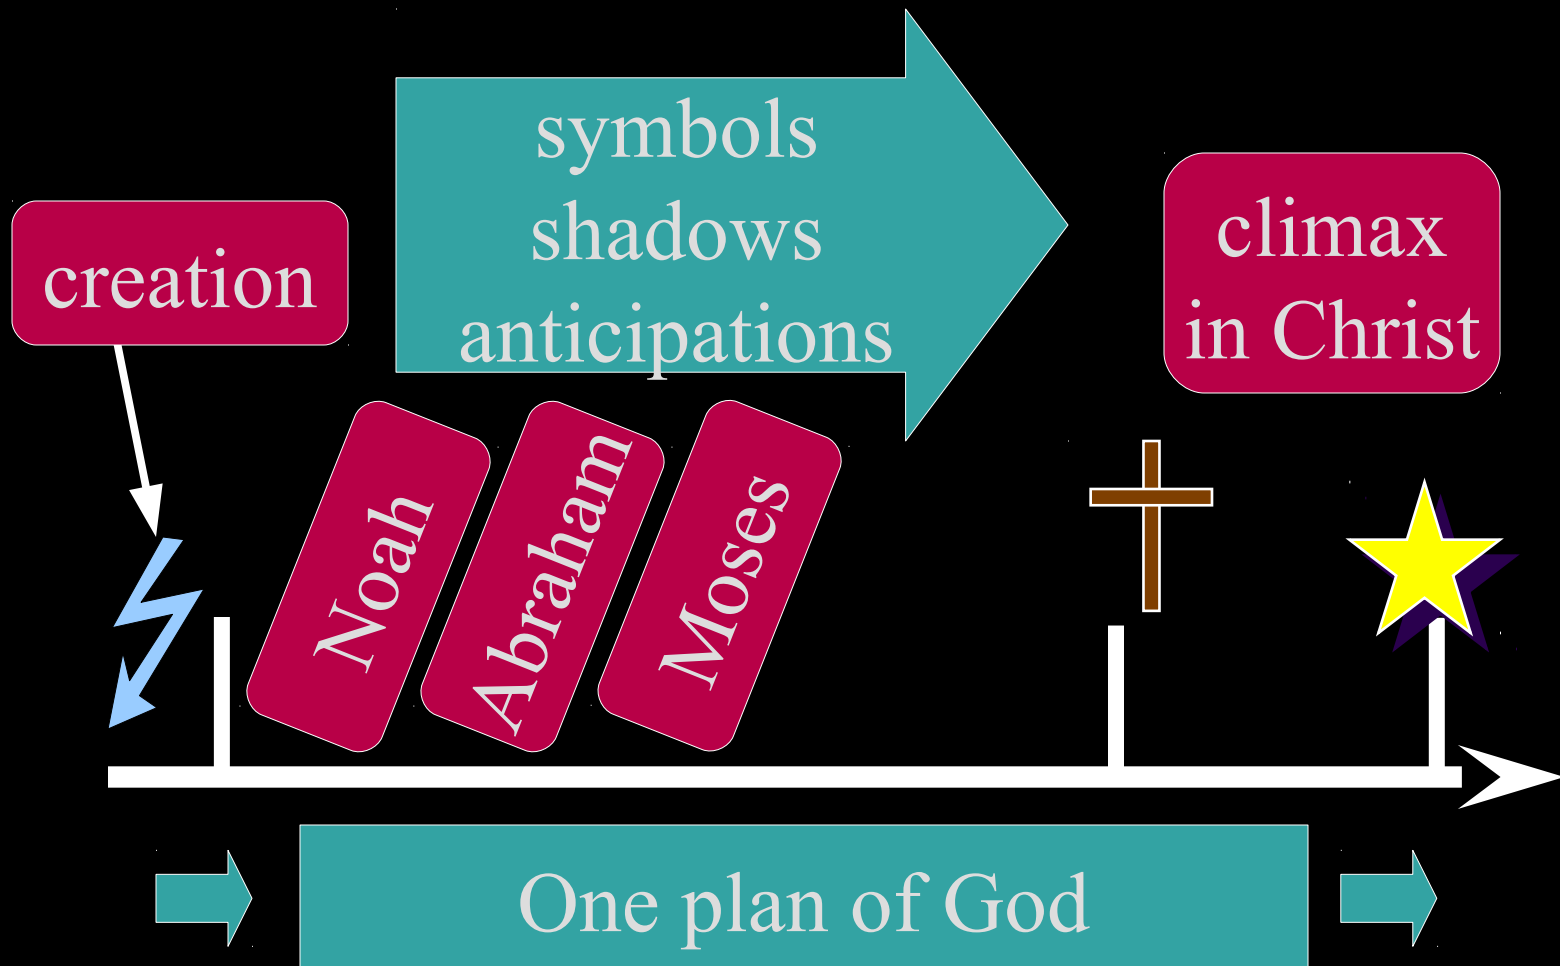 creation
symbols
shadows
anticipations
climax
in Christ
Noah
Abraham
Moses
One plan of God